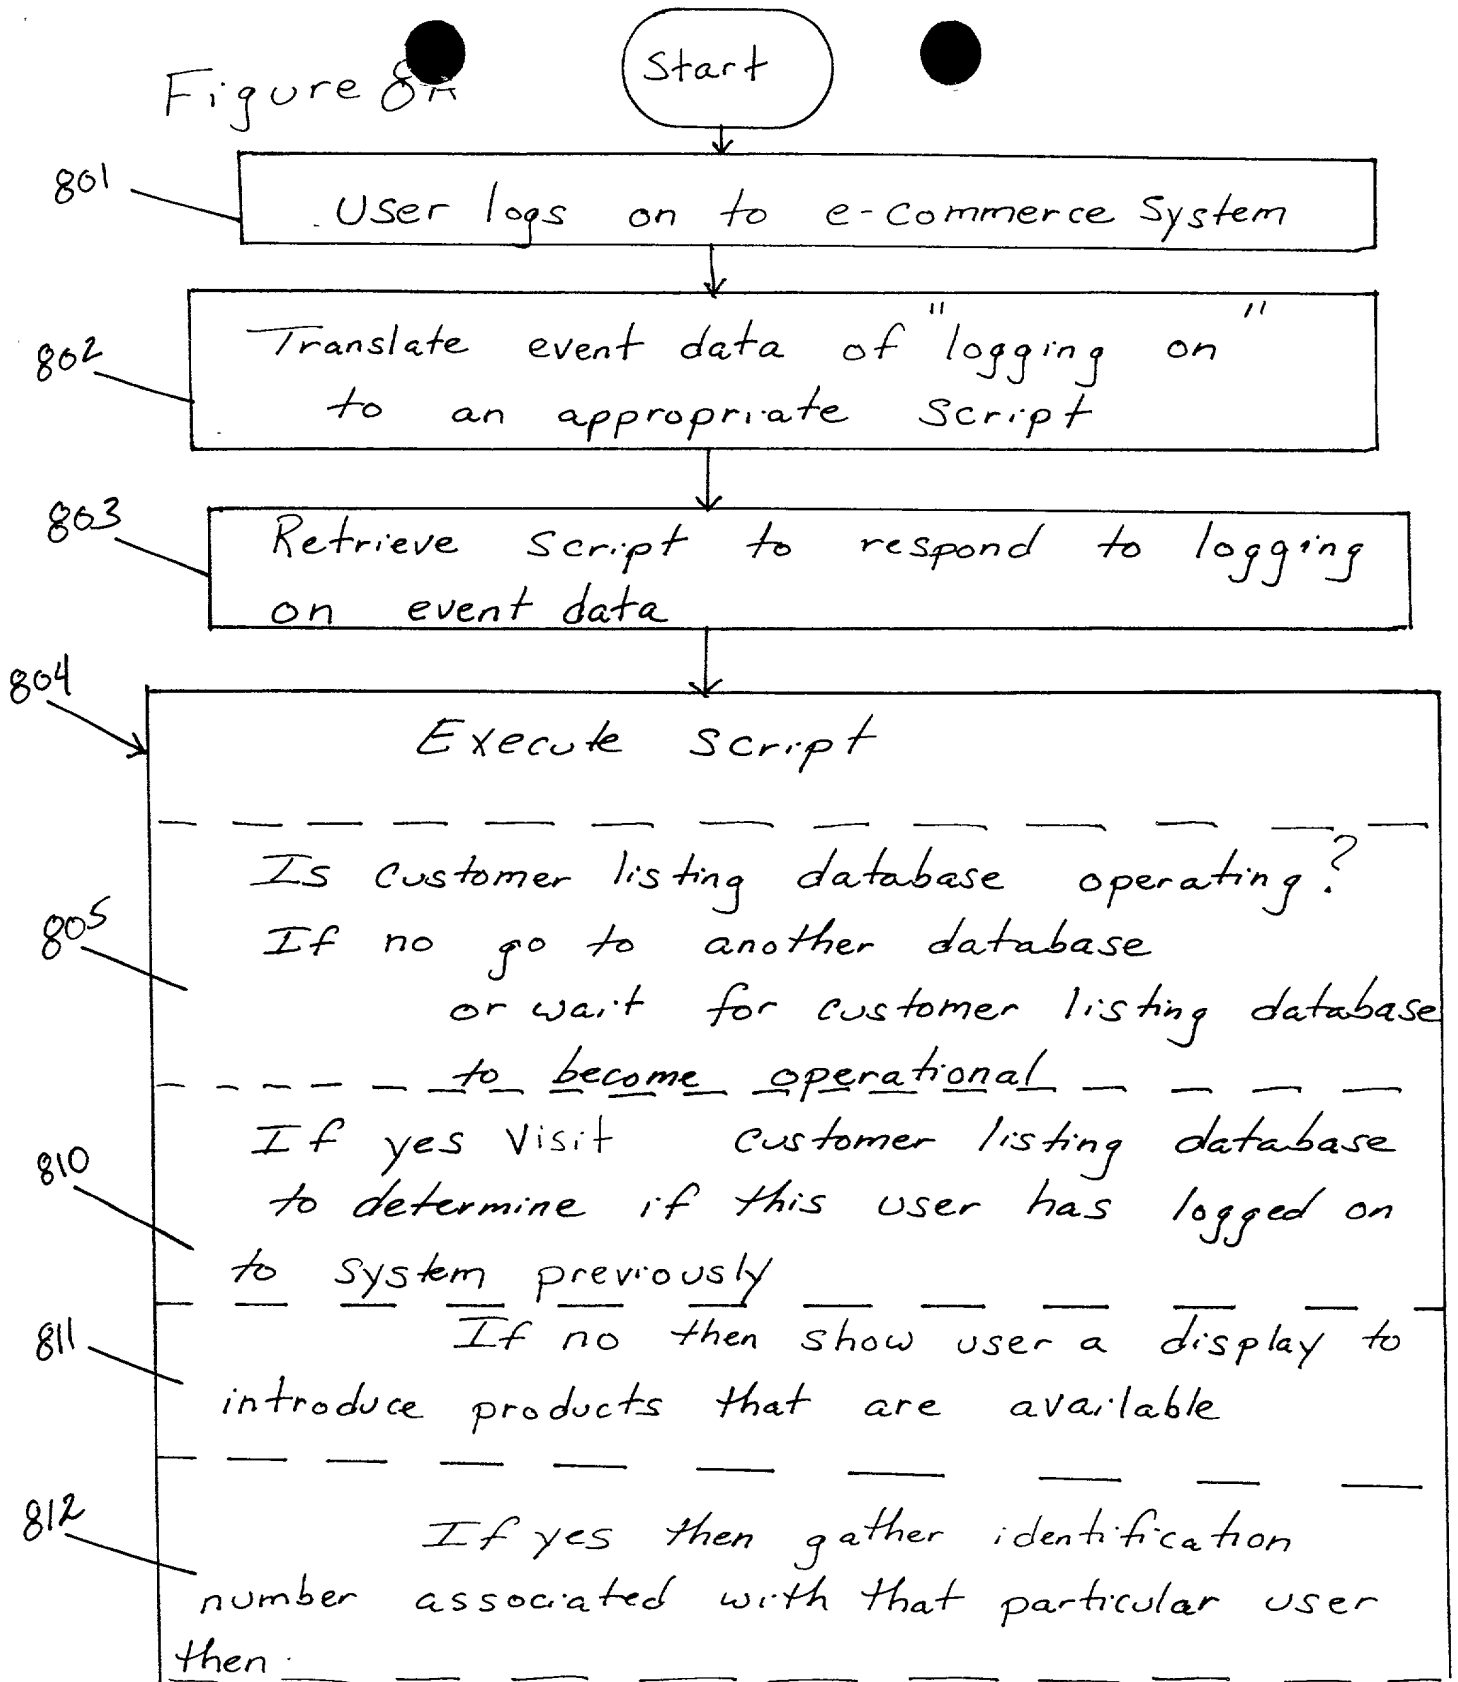 Start
Figure 8A
801
User logs on to e-commerce System
802
Translate event data of "logging on"
to an appropriate Script
803
Retrieve Script to respond to logging
on event data
804
Execute Script
Is customer listing database operating?
805
If no go to another database
or wait for customer listing database
to become operational
If yes Visit customer listing database
810
to determine if this user has logged on
to system previously
811
If no then show user a display to
introduce products that are available
812
If yes then gather identification
number associated with that particular user
then